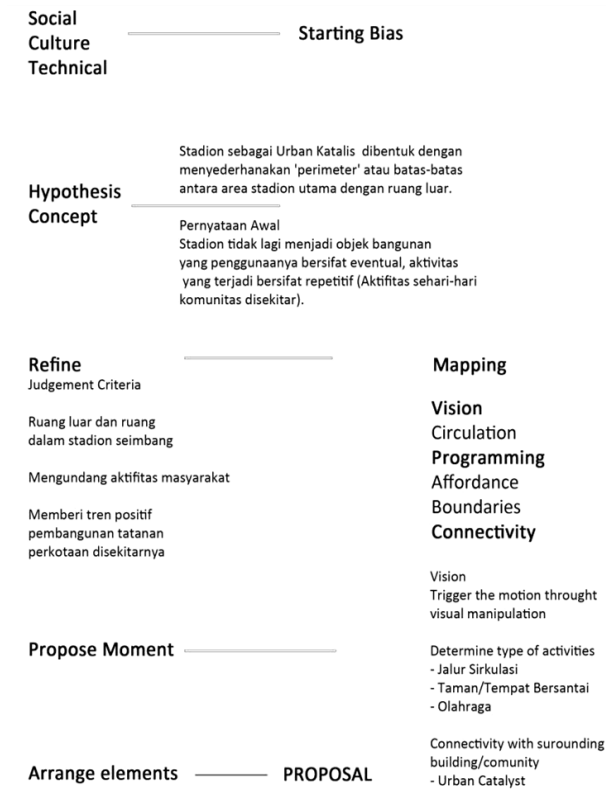 Social
Culture
Technical
Starting Bias
Hypothesis
Concept
Stadion sebagai Urban Katalis  dibentuk dengan
menyederhanakan 'perimeter' atau batas-batas
antara area stadion utama dengan ruang luar.
Pernyataan Awal
Stadion tidak lagi menjadi objek bangunan
yang penggunaanya bersifat eventual, aktivitas
yang terjadi bersifat repetitif (Aktifitas sehari-hari
komunitas disekitar).
Refine
Judgement Criteria
Ruang luar dan ruang
dalam stadion seimbang
Mengundang aktifitas masyarakat
Memberi tren positif
pembangunan tatanan
perkotaan disekitarnya
Mapping
Vision
Circulation
Programming
Affordance
Boundaries
Connectivity
Vision
Trigger the motion throught
visual manipulation
Determine type of activities
- Jalur Sirkulasi
- Taman/Tempat Bersantai
- Olahraga
Connectivity with surounding
building/comunity
- Urban Catalyst
Propose Moment
Arrange elements
PROPOSAL